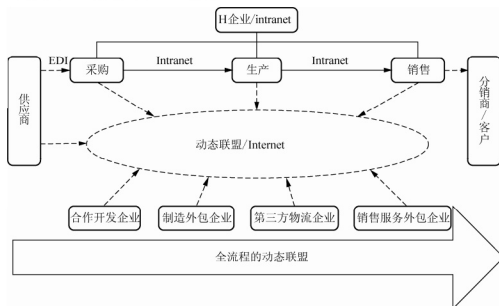 H企业/intranet
EDI
采购
Intranet
生产
Intranet
销售
供应商
分销商/客户
动态联盟/Internet
合作开发企业
制造外包企业
第三方物流企业
销售服务外包企业
全流程的动态联盟